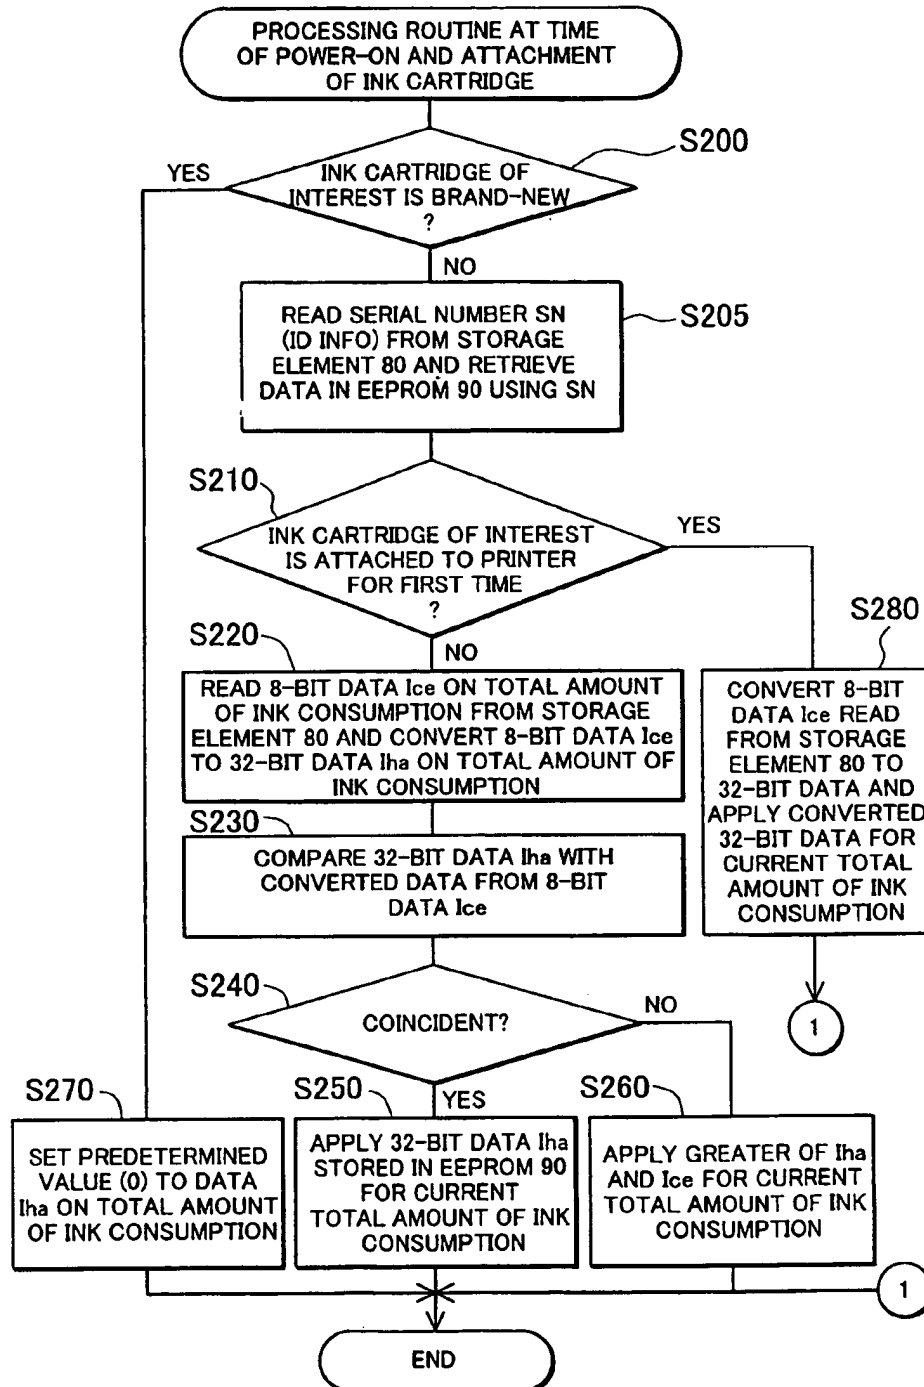 PROCESSING ROUTINE AT TIME
OF POWER-ON AND ATTACHMENT
OF INK CARTRIDGE
S200
YES
INK CARTRIDGE OF
INTEREST IS BRAND-NEW
?
NO
S205
READ SERIAL NUMBER SN
(ID INFO) FROM STORAGE
ELEMENT 80 AND RETRIEVE
DATA IN EEPROM 90 USING SN
S210
YES
INK CARTRIDGE OF INTEREST
IS ATTACHED TO PRINTER
FOR FIRST TIME
?
NO
S220
READ 8-BIT DATA Ice ON TOTAL AMOUNT
OF INK CONSUMPTION FROM STORAGE
ELEMENT 80 AND CONVERT 8-BIT DATA Ice
TO 32-BIT DATA Iha ON TOTAL AMOUNT OF
INK CONSUMPTION
S280
CONVERT 8-BIT
DATA Ice READ
FROM STORAGE
ELEMENT 80 TO
32-BIT DATA AND
APPLY CONVERTED
32-BIT DATA FOR
CURRENT TOTAL
AMOUNT OF INK
CONSUMPTION
1
S230
COMPARE 32-BIT DATA Iha WITH
CONVERTED DATA FROM 8-BIT
DATA Ice
S240
COINCIDENT?
NO
YES
S270
SET PREDETERMINED
VALUE (0) TO DATA
Iha ON TOTAL AMOUNT
OF INK CONSUMPTION
S250
APPLY 32-BIT DATA Iha
STORED IN EEPROM 90
FOR CURRENT
TOTAL AMOUNT OF INK
CONSUMPTION
S260
APPLY GREATER OF Iha
AND Ice FOR CURRENT
TOTAL AMOUNT OF INK
CONSUMPTION
1
END